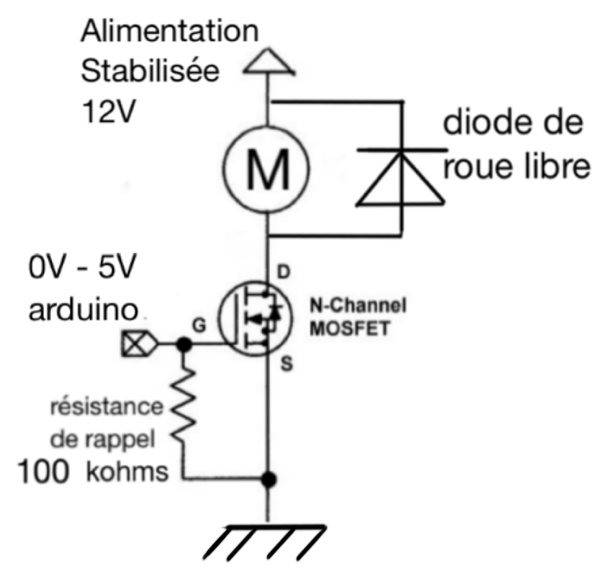 Alimentation
Stabilisée
12V
diode de
roue libre
M
0V - 5V
arduino
D
N-Channel
MOSFET
G
S
résistance
de rappel
100 kohms